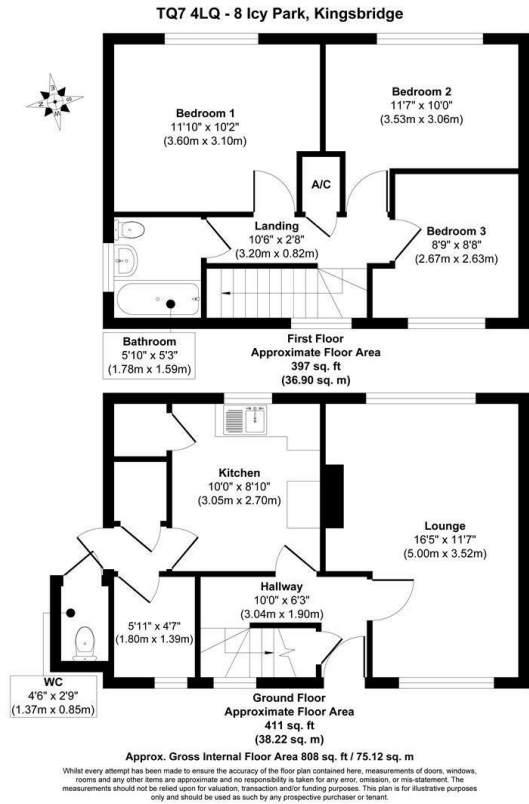 TQ7 4LQ - 8 Icy Park, Kingsbridge
N
E
S
W
Bedroom 1
11'10" x 10'2"
(3.60m x 3.10m)
Bedroom 2
11'7" x 10'0"
(3.53m x 3.06m)
A/C
Landing
10'6" x 2'8"
(3.20m x 0.82m)
Bedroom 3
8'9" x 8'8"
(2.67m x 2.63m)
Bathroom
5'10" x 5'3"
(1.78m x 1.59m)
First Floor
Approximate Floor Area
397 sq. ft
(36.90 sq. m)
Kitchen
10'0" x 8'10"
(3.05m x 2.70m)
Lounge
16'5" x 11'7"
(5.00m x 3.52m)
Hallway
10'0" x 6'3"
(3.04m x 1.90m)
5'11" x 4'7"
(1.80m x 1.39m)
WC
4'6" x 2'9"
(1.37m x 0.85m)
Ground Floor
Approximate Floor Area
411 sq. ft
(38.22 sq. m)
Approx. Gross Internal Floor Area 808 sq. ft / 75.12 sq. m
Whilst every attempt has been made to ensure the accuracy of the floor plan contained here, measurements of doors, windows,
rooms and any other items are approximate and no responsibility is taken for any error, omission, or mis-statement. The
measurements should not be relied upon for valuation, transaction and/or funding purposes. This plan is for illustrative purposes
only and should be used as such by any prospective purchaser or tenant.